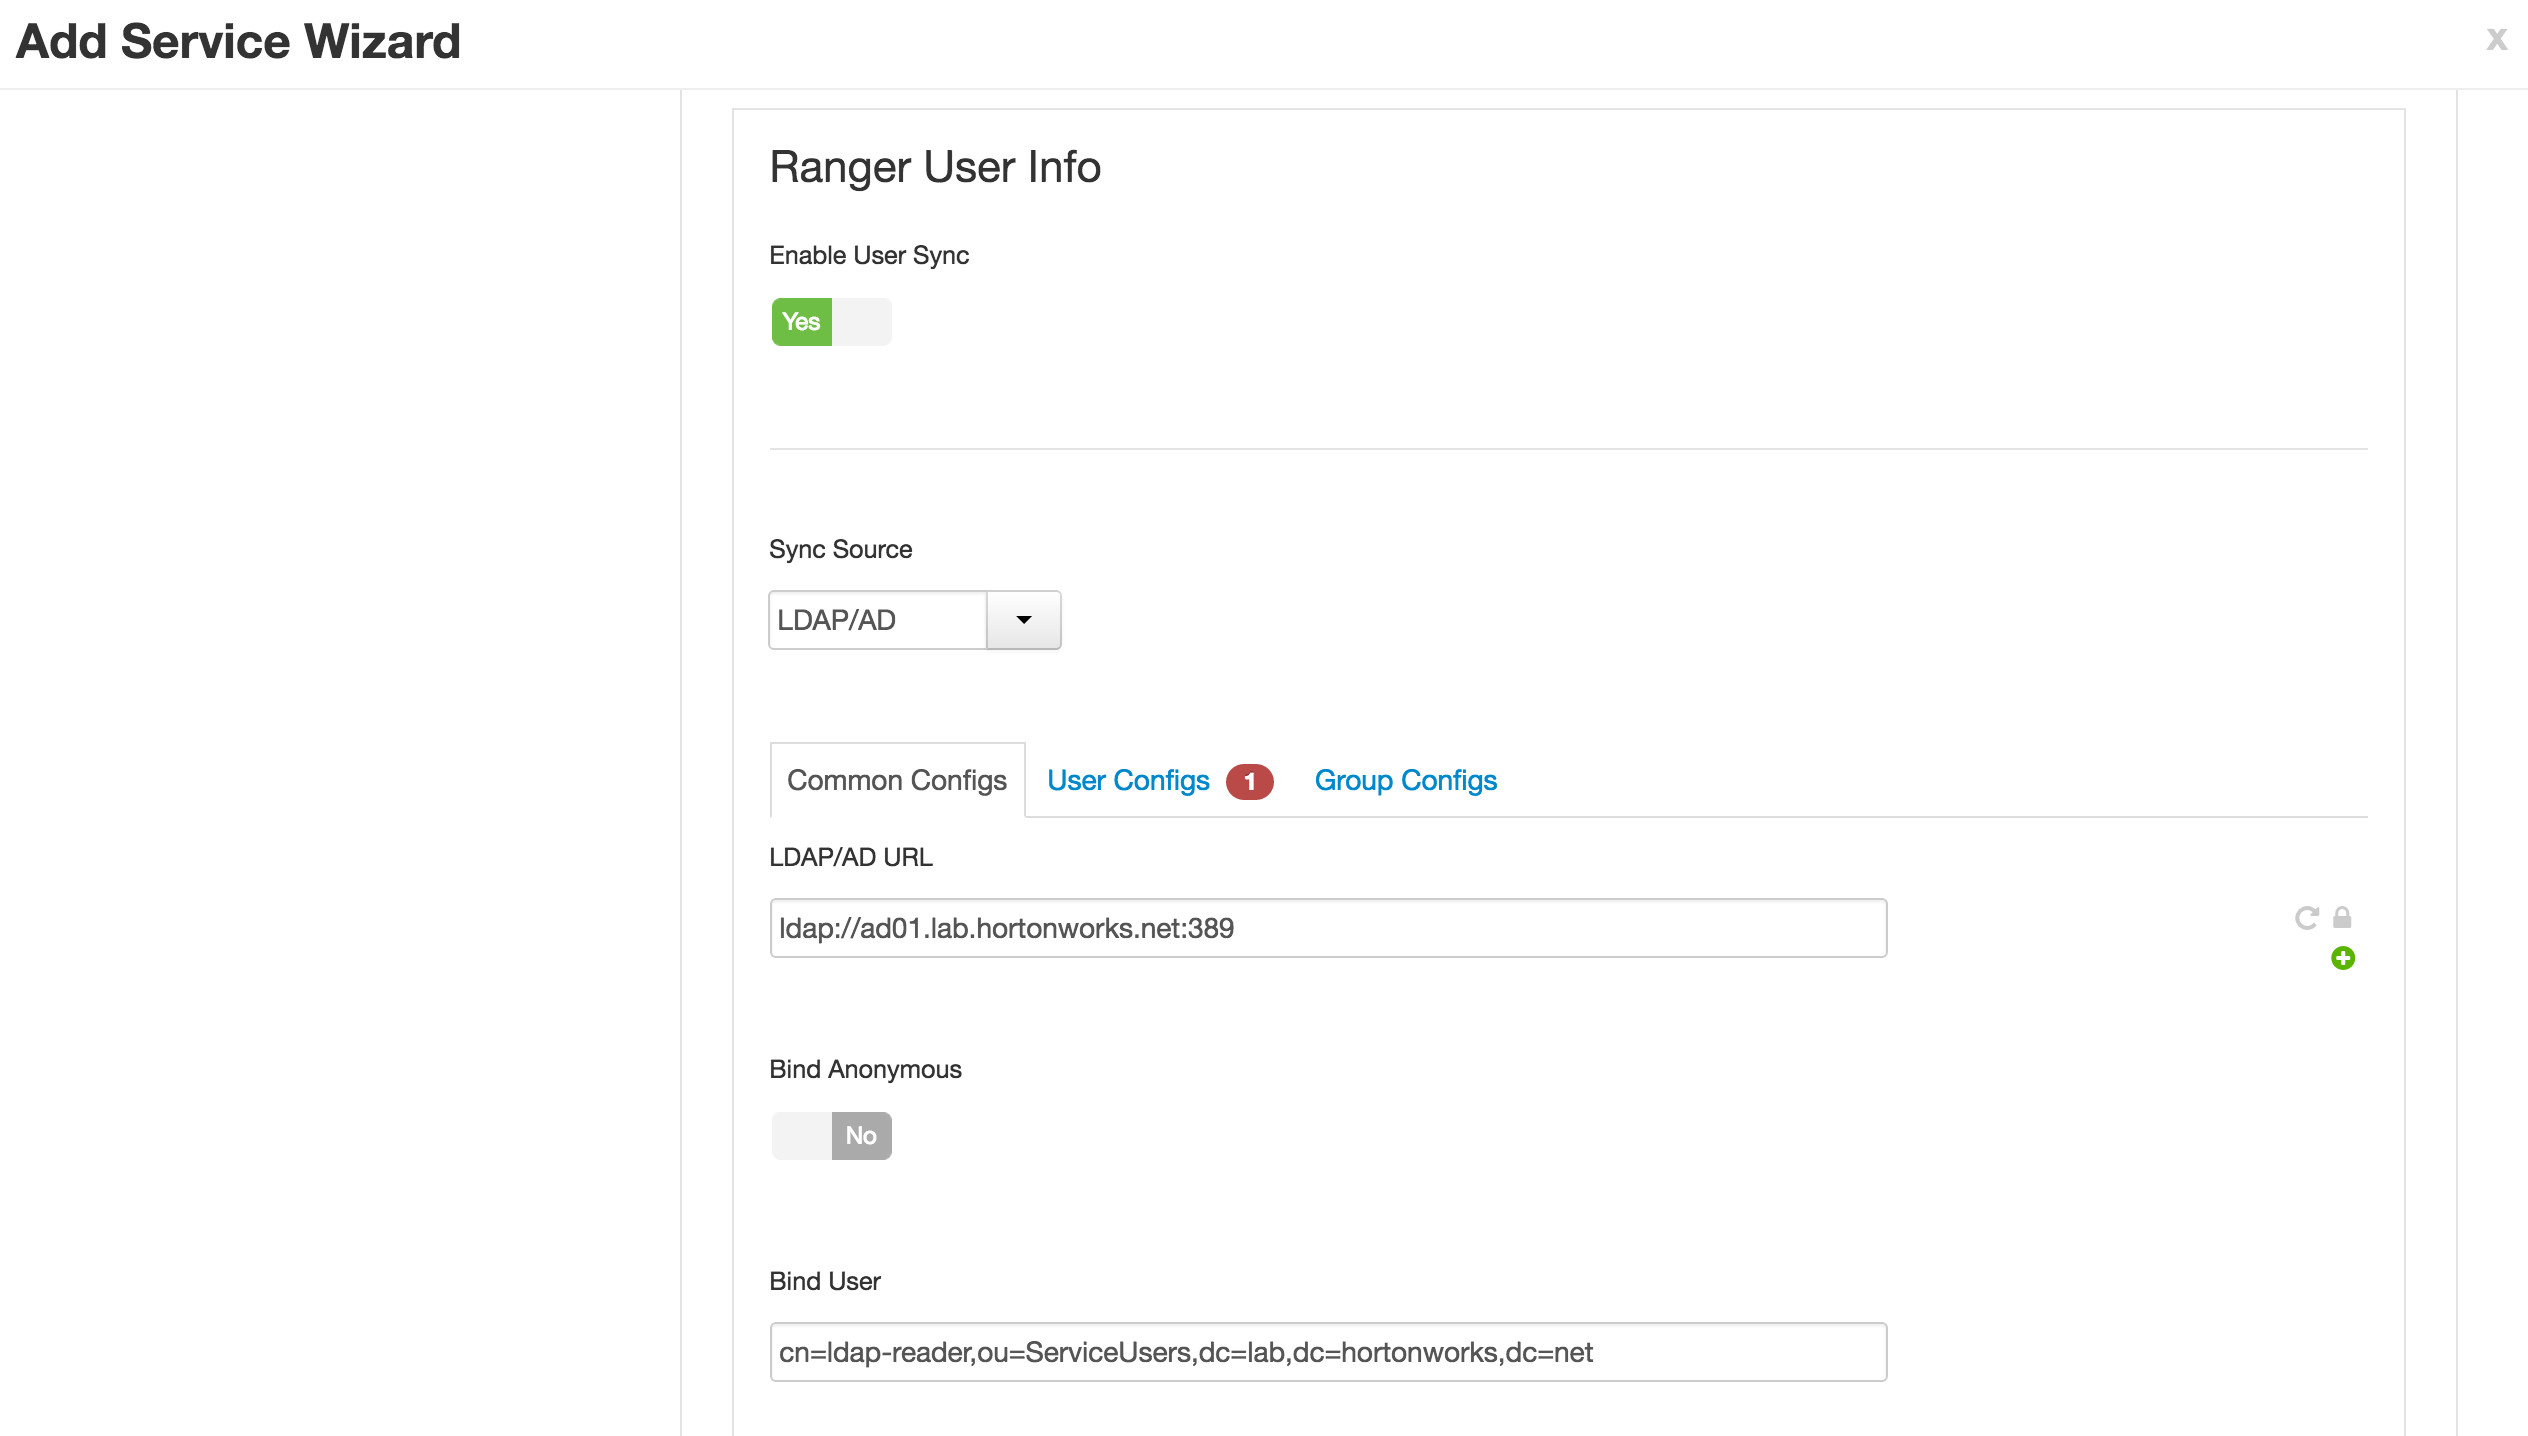 Add Service Wizard
x
Ranger User Info
Enable User Sync
Yes
Sync Source
LDAP/AD
Common Configs User Configs 1 Group Configs
LDAP/AD URL
ldap://ad01.lab.hortonworks.net:389
Bind Anonymous
No
Bind User
cn=ldap-reader,ou=ServiceUsers,dc=lab,dc=hortonworks,dc=net